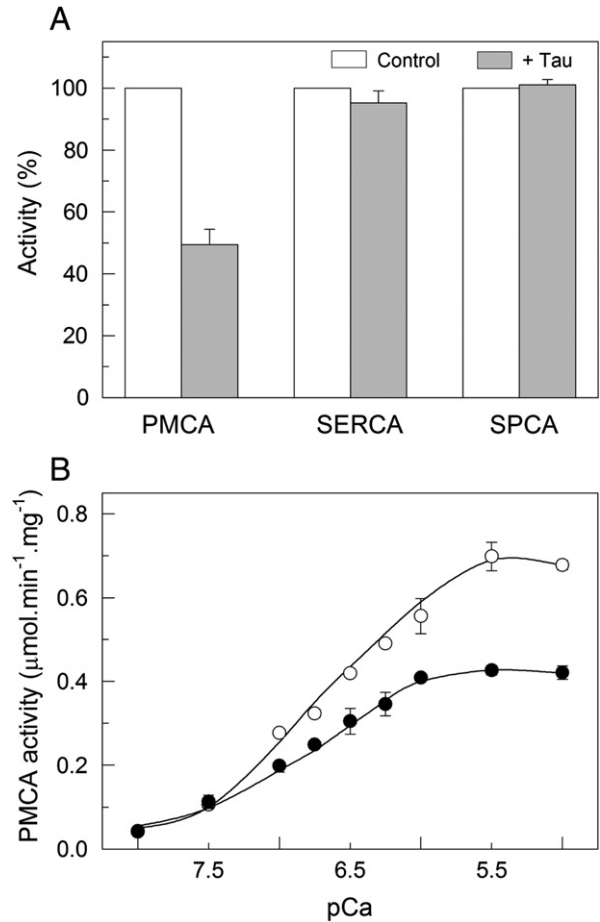 A
Control
+ Tau
Activity (%)
100
80
60
40
20
0
PMCA
SERCA
SPCA
B
PMCA activity (μmol.min⁻¹.mg⁻¹)
0.8
0.6
0.4
0.2
0.0
7.5
6.5
5.5
pCa